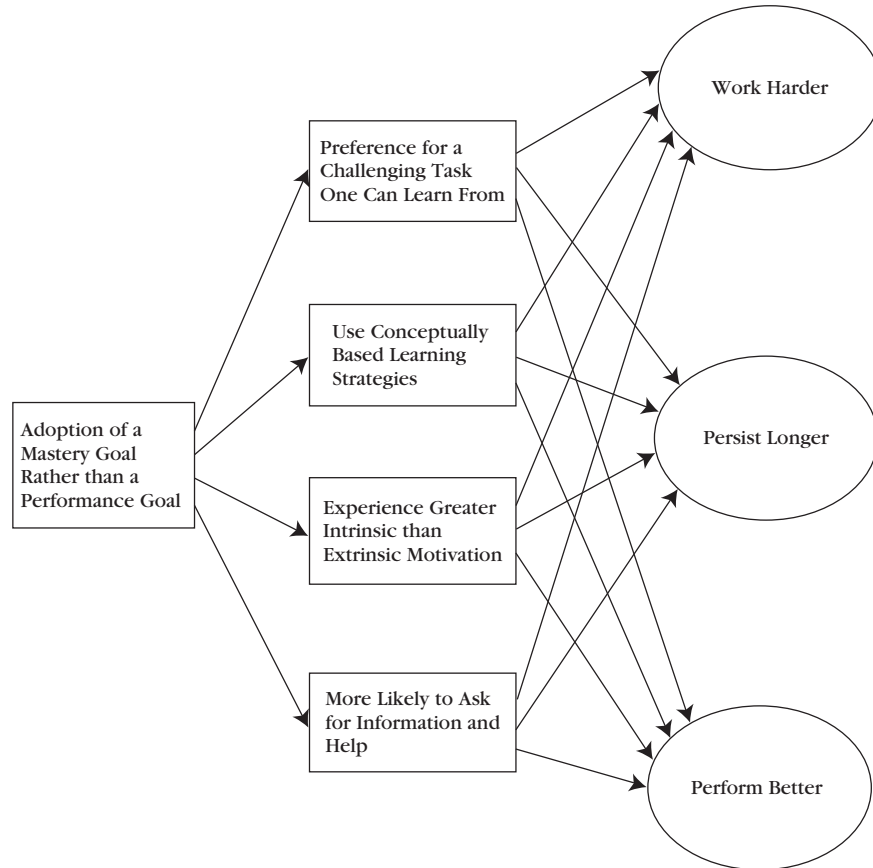 Adoption of a
Mastery Goal
Rather than a
Performance Goal
Preference for a
Challenging Task
One Can Learn From
Use Conceptually
Based Learning
Strategies
Experience Greater
Intrinsic than
Extrinsic Motivation
More Likely to Ask
for Information and
Help
Work Harder
Persist Longer
Perform Better